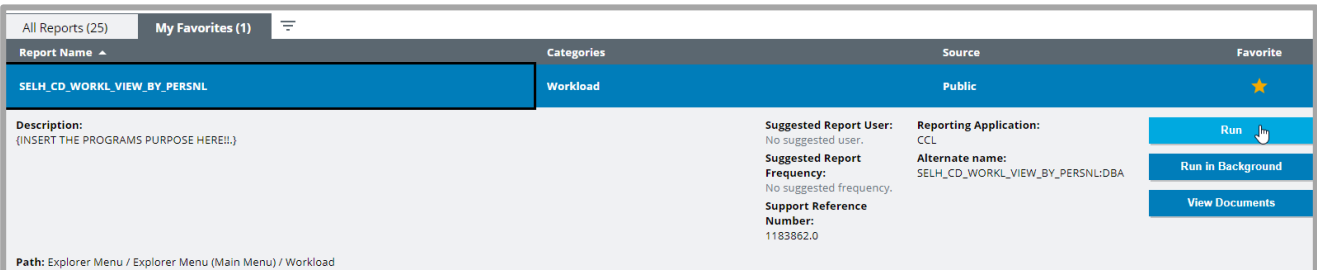 All Reports (25)
My Favorites (1)
Report Name
Categories
Source
Favorite
SELH_CD_WORKL_VIEW_BY_PERSNL
Workload
Public
Description:
{INSERT THE PROGRAMS PURPOSE HERE!!.}
Suggested Report User:
No suggested user.
Suggested Report
Frequency:
No suggested frequency.
Support Reference
Number:
1183862.0
Reporting Application:
CCL
Alternate name:
SELH_CD_WORKL_VIEW_BY_PERSNL:DBA
Run
Run in Background
View Documents
Path: Explorer Menu / Explorer Menu (Main Menu) / Workload